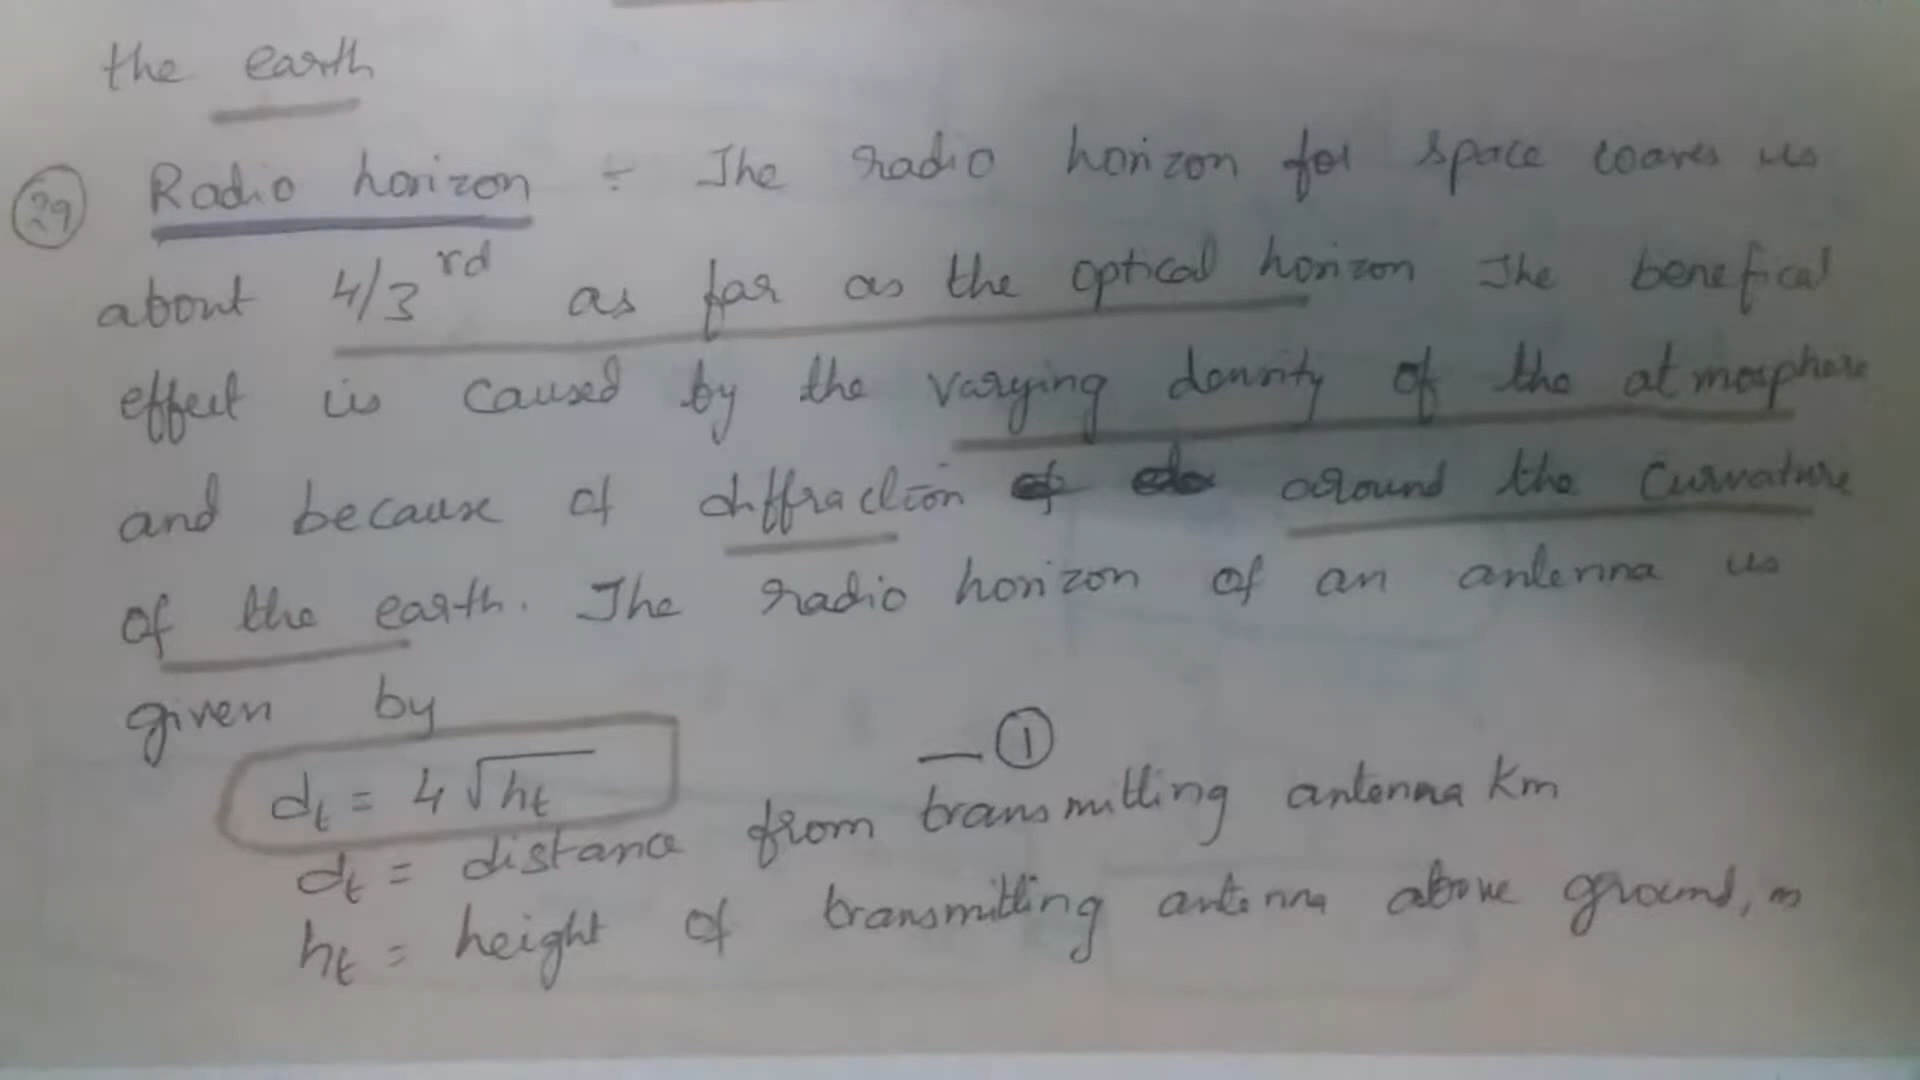 the earth
29 Radio horizon ÷ The radio horizon for space waves is
about 4/3rd as far as the optical horizon The benefical
effect is caused by the varying density of the atmosphere
and because of diffraction around the curvature
of the earth. The radio horizon of an antenna is
given by
dt = 4√ht — 1
dt = distance from transmitting antenna Km
ht = height of transmitting antenna above ground, m